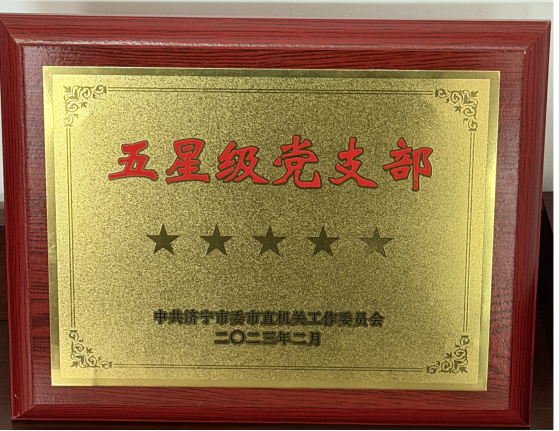 五星级党支部
中共济宁市委市直机关工作委员会
二〇二三年二月